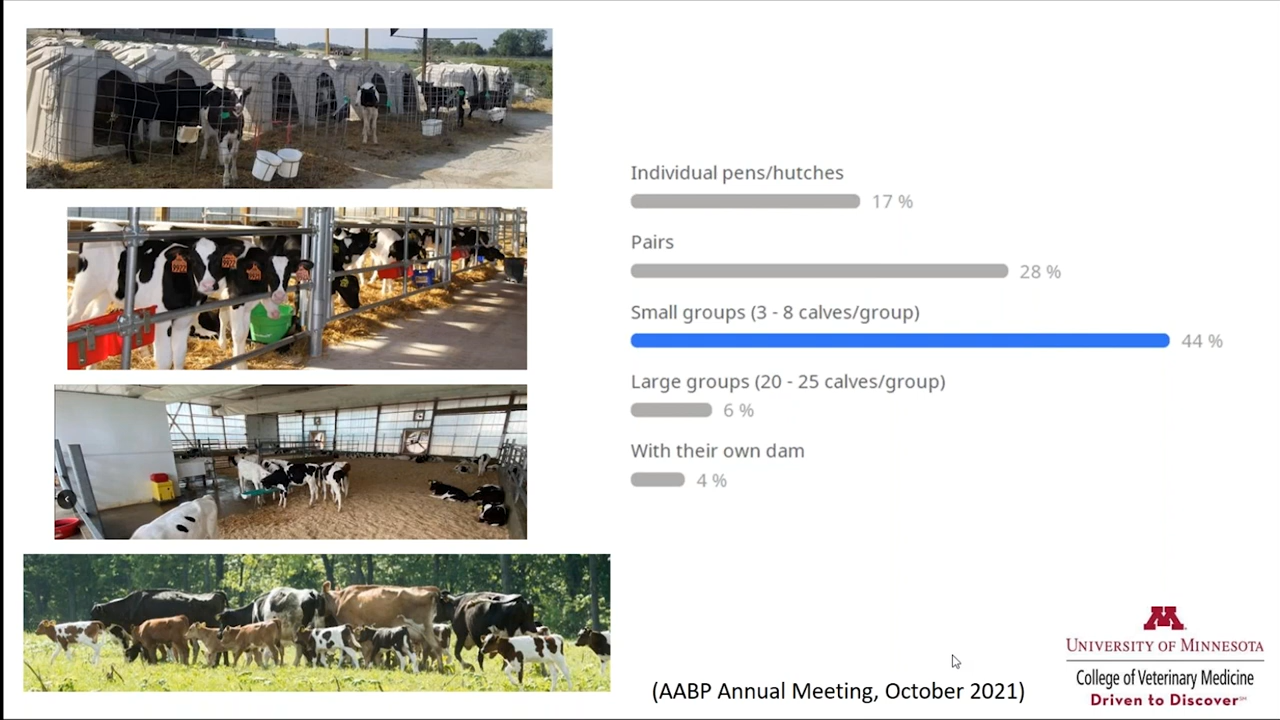 Individual pens/hutches
17 %
Pairs
28 %
Small groups (3 - 8 calves/group)
44 %
Large groups (20 - 25 calves/group)
6 %
With their own dam
4 %
(AABP Annual Meeting, October 2021)
M
UNIVERSITY OF MINNESOTA
College of Veterinary Medicine
Driven to Discover